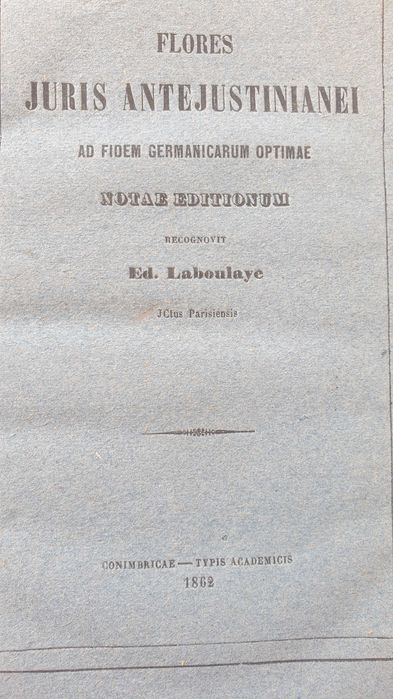 FLORES
JURIS ANTEJUSTINIANEI
AD FIDEM GERMANICARUM OPTIMAE
NOTAE EDITIONUM
RECOGNOVIT
Ed. Laboulaye
JCtus Parisiensis
CONIMBRICAE — TYPIS ACADEMICIS
1862